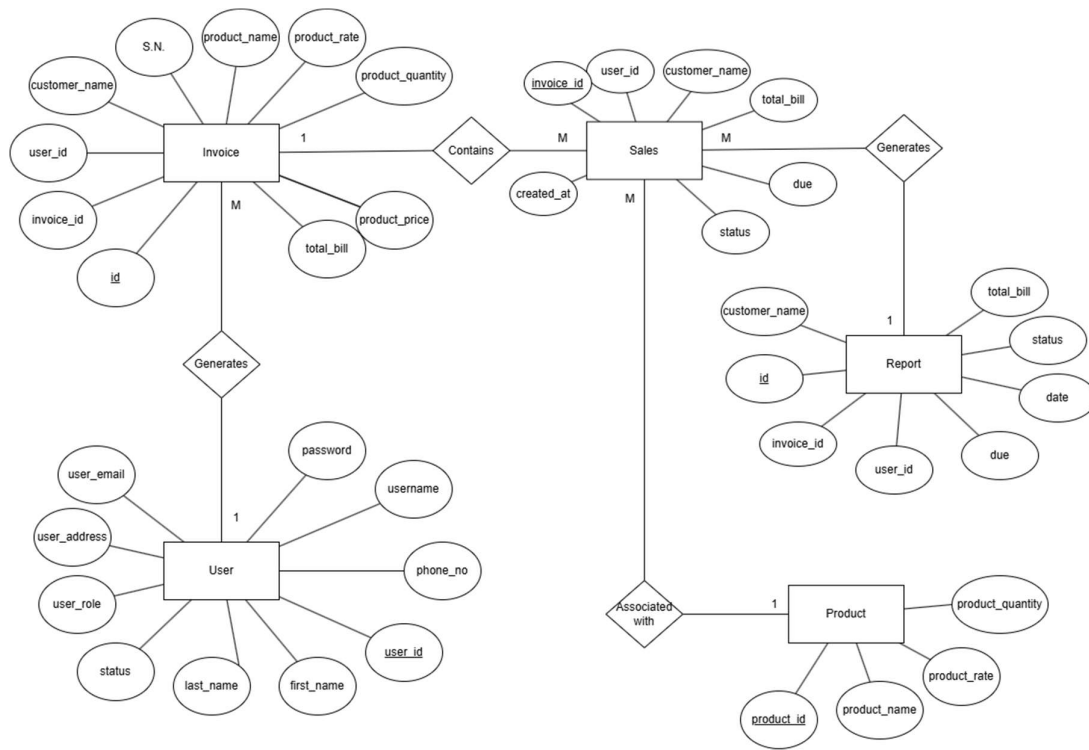 S.N.
product_name
product_rate
customer_name
product_quantity
user_id
Invoice
invoice_id
id
total_bill
product_price
1
Contains
M
M
invoice_id
user_id
customer_name
total_bill
Sales
M
Generates
created_at
due
M
status
Generates
1
customer_name
total_bill
status
Report
id
date
invoice_id
user_id
due
1
password
user_email
username
user_address
User
phone_no
user_role
status
last_name
first_name
user_id
Associated
with
1
Product
product_quantity
product_rate
product_id
product_name